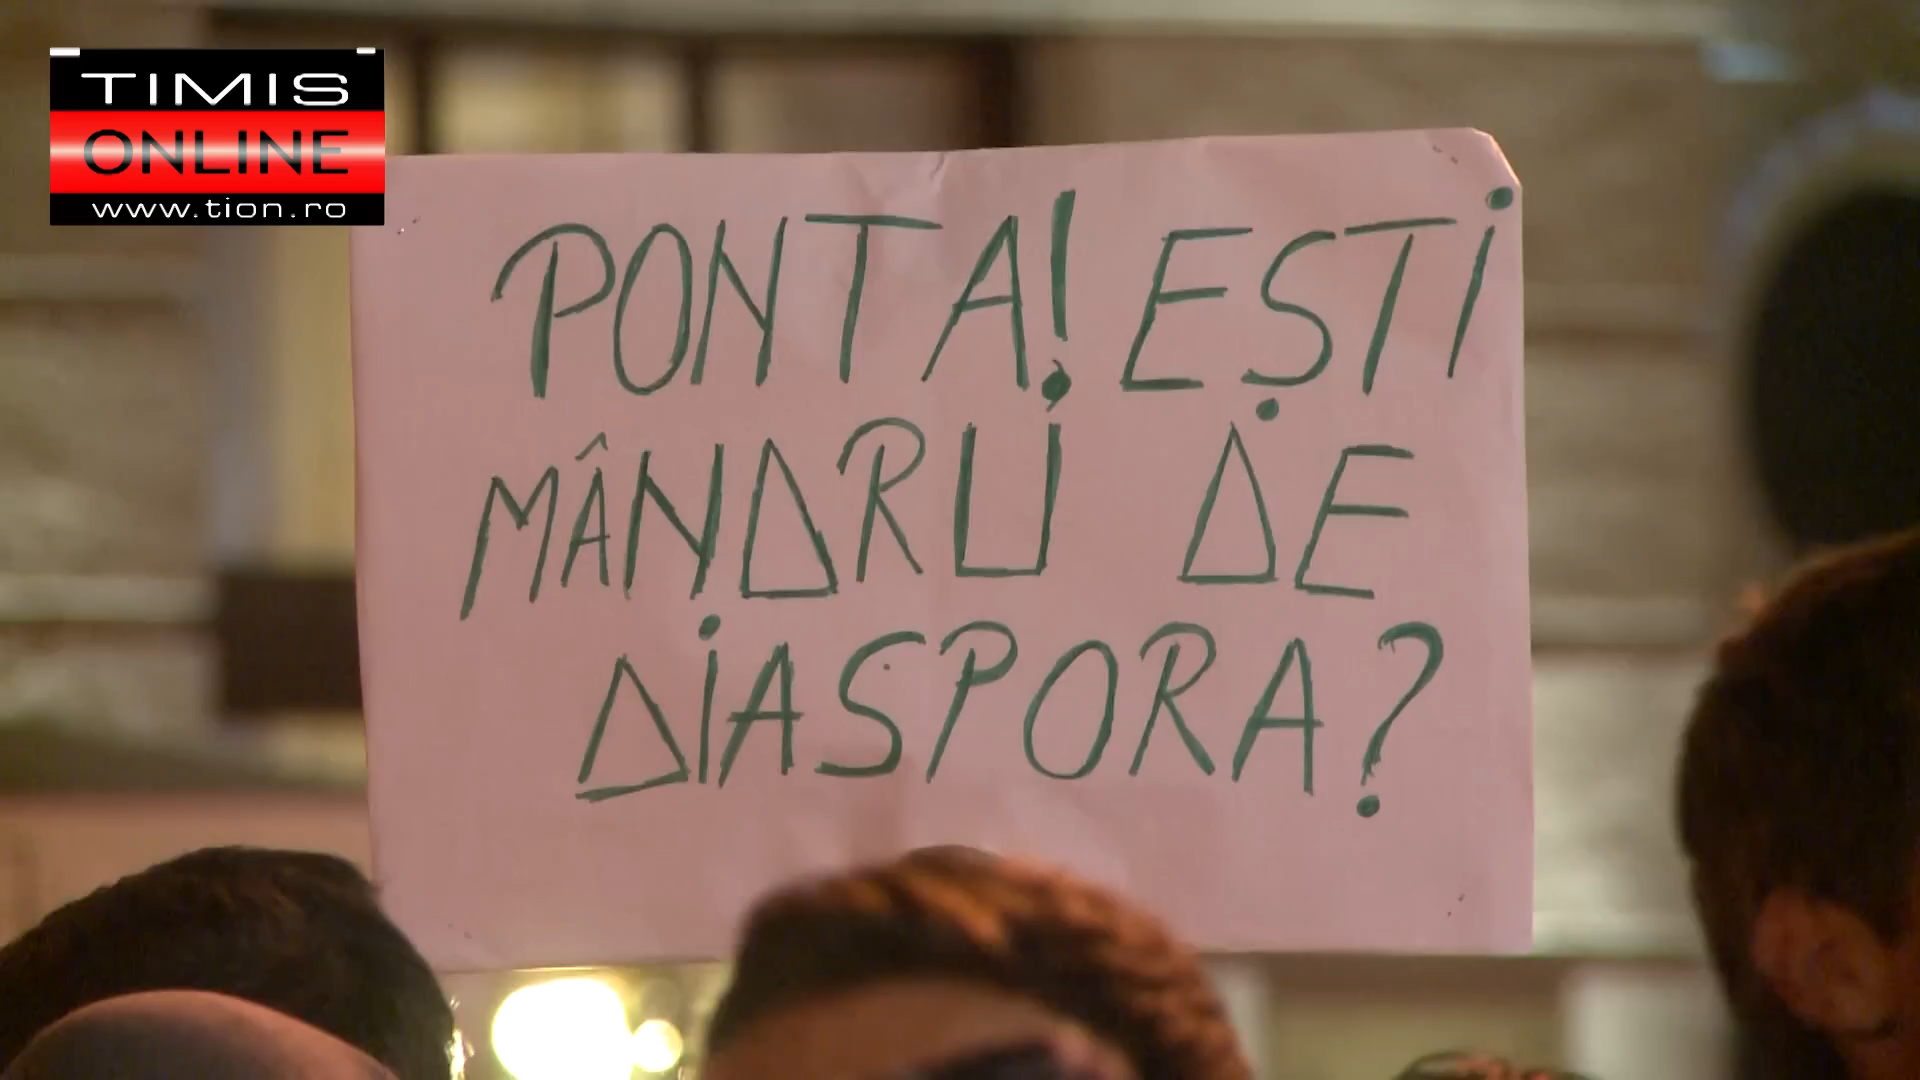 TIMIS
ONLINE
www.tion.ro
PONTA! EȘTI
MÂNDRU DE
DIASPORA?